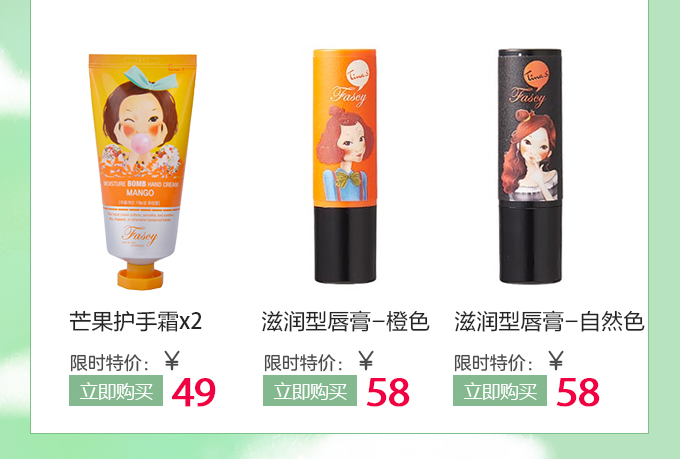 Tina.S
Fascy
Tina.S
Fascy
MOISTURE BOMB HAND CREAM
MANGO
Fascy
芒果护手霜x2
滋润型唇膏-橙色
滋润型唇膏-自然色
限时特价：￥
限时特价：￥
限时特价：￥
立即购买 49
立即购买 58
立即购买 58